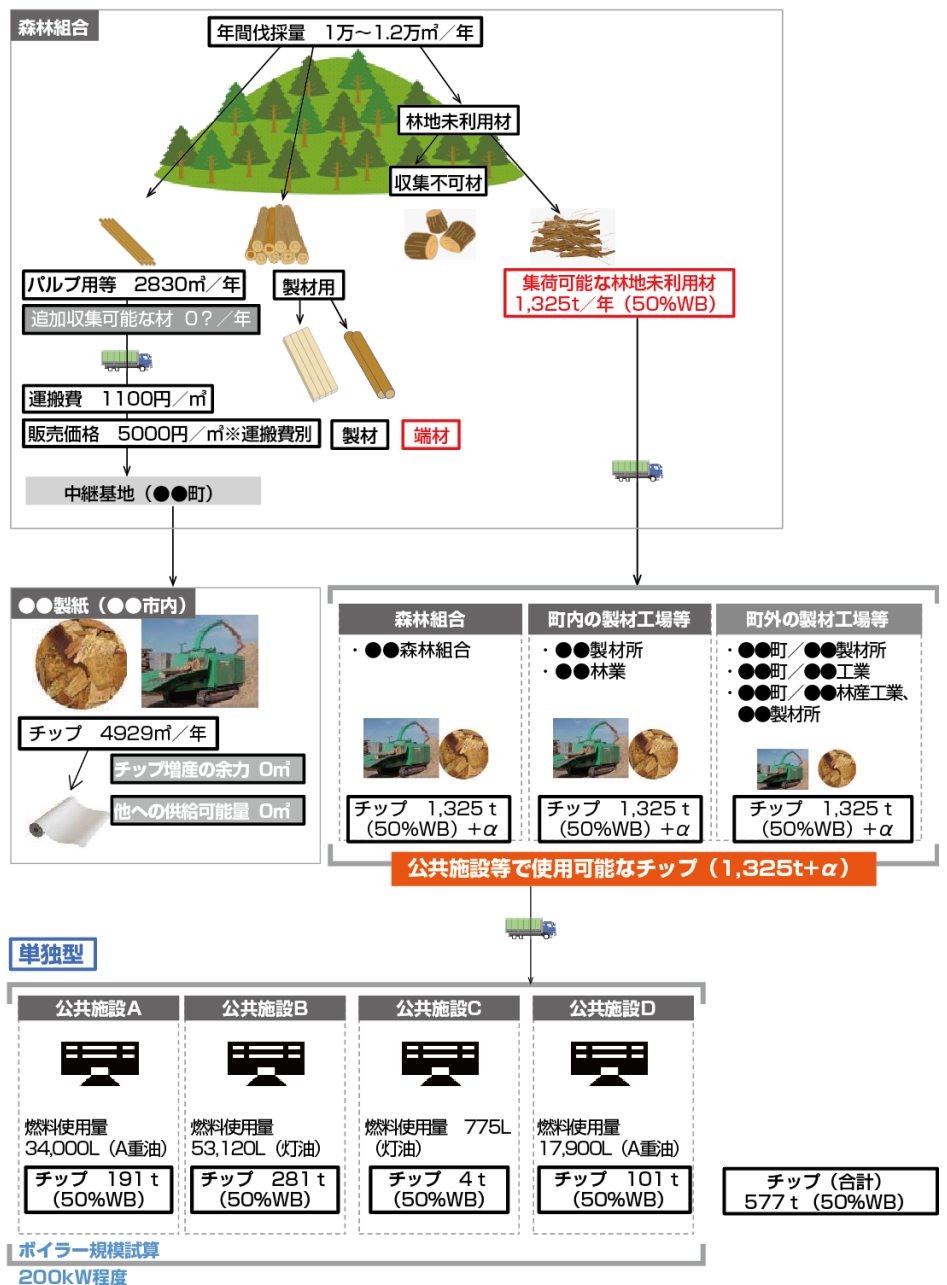 森林組合
年間伐採量　1万〜1.2万㎥／年
林地未利用材
収集不可材
パルプ用等　2830㎥／年
追加収集可能な材　0？／年
製材用
集荷可能な林地未利用材
1,325t／年（50%WB）
運搬費　1100円／㎥
販売価格　5000円／㎥※運搬費別
製材
端材
中継基地（●●町）
●●製紙（●●市内）
チップ　4929㎥／年
チップ増産の余力 0㎥
他への供給可能量 0㎥
森林組合
・●●森林組合
チップ　1,325 t
（50%WB）+α
町内の製材工場等
・●●製材所
・●●林業
チップ　1,325 t
（50%WB）+α
町外の製材工場等
・●●町／●●製材所
・●●町／●●工業
・●●町／●●林産工業、
●●製材所
チップ　1,325 t
（50%WB）+α
公共施設等で使用可能なチップ（1,325t+α）
単独型
公共施設A
燃料使用量
34,000L（A重油）
チップ　191 t
（50%WB）
公共施設B
燃料使用量
53,120L（灯油）
チップ　281 t
（50%WB）
公共施設C
燃料使用量　775L
（灯油）
チップ　4 t
（50%WB）
公共施設D
燃料使用量
17,900L（A重油）
チップ　101 t
（50%WB）
チップ（合計）
577 t（50%WB）
ボイラー規模試算
200kW程度